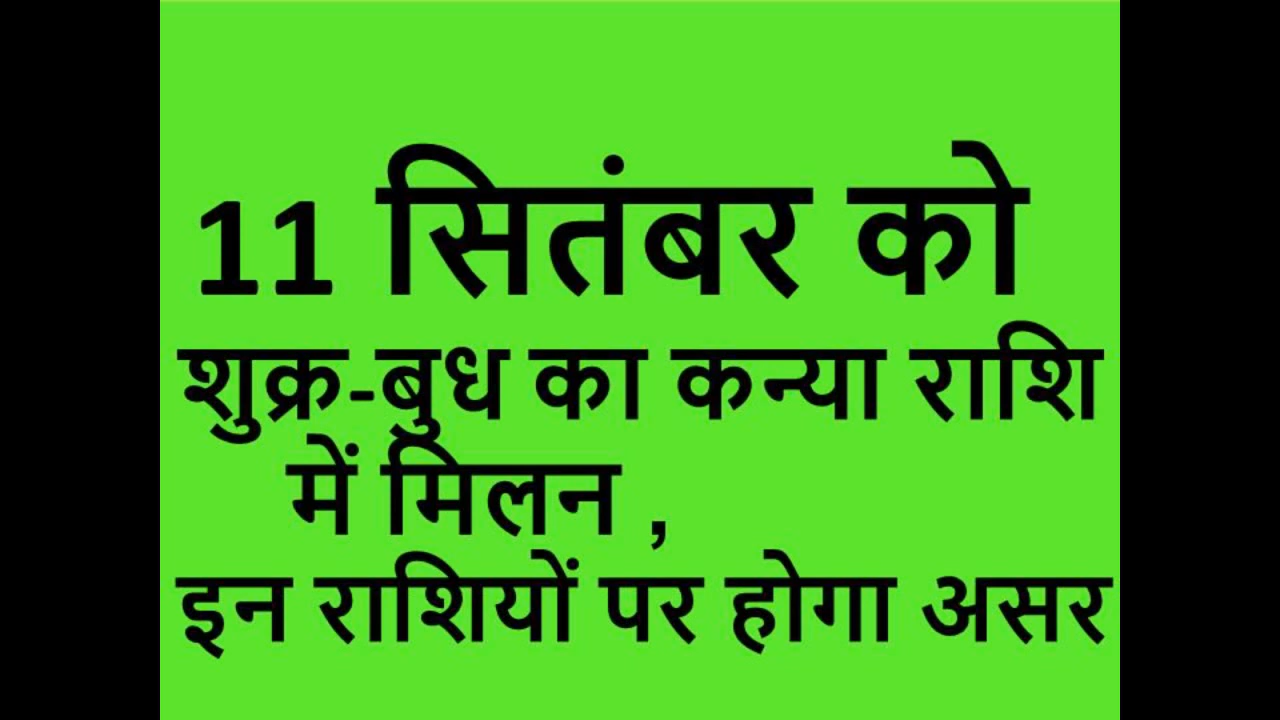 11 सितंबर को
शुक्र-बुध का कन्या राशि
में मिलन ,
इन राशियों पर होगा असर